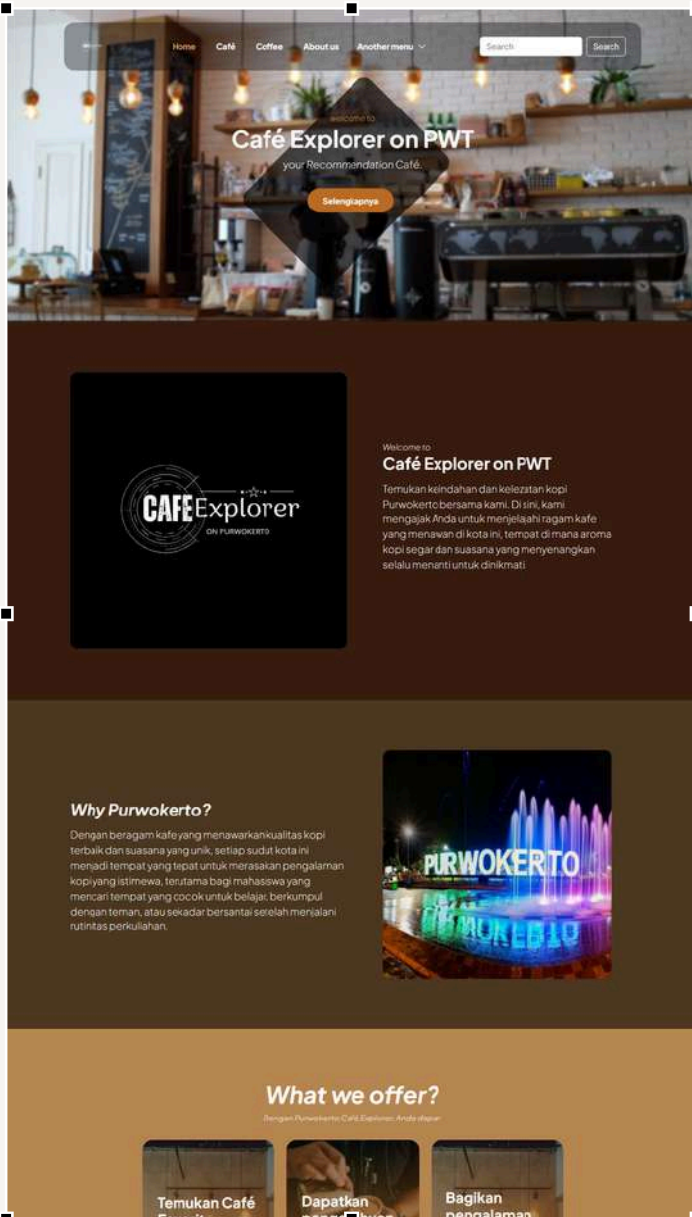 Home Café Coffee About us Another menu Search Search
welcome to
Café Explorer on PWT
your Recommendation Café.
Selengkapnya
CAFE Explorer
ON PURWOKERTO
Welcome to
Café Explorer on PWT
Temukan keindahan dan kelezatan kopi
Purwokerto bersama kami. Di sini, kami
mengajak Anda untuk menjelajahi ragam kafe
yang menawan di kota ini, tempat di mana aroma
kopi segar dan suasana yang menyenangkan
selalu menanti untuk dinikmati
Why Purwokerto?
Dengan beragam kafe yang menawarkan kualitas kopi
terbaik dan suasana yang unik, setiap sudut kota ini
menjadi tempat yang tepat untuk merasakan pengalaman
kopi yang istimewa, terutama bagi mahasswa yang
mencari tempat yang cocok untuk belajar, berkumpul
dengan teman, atau sekadar bersantai setelah menjalani
rutinitas perkuliahan.
PURWOKERTO
What we offer?
Dengan Purwokerto Café Explorer, Anda dapat
Temukan Café
Dapatkan
Bagikan
pengalaman